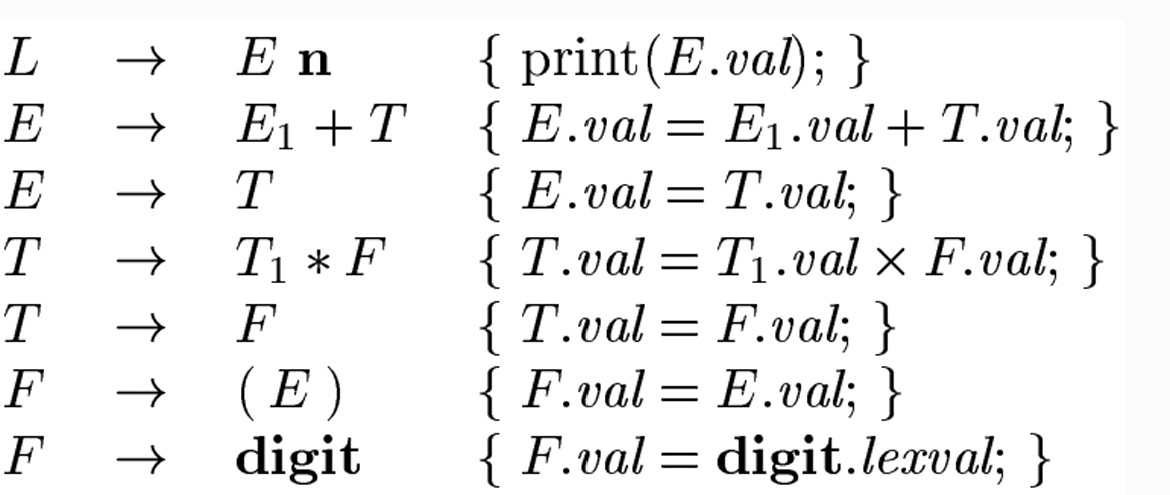 L → E n { print(E.val); }
E → E₁ + T { E.val = E₁.val + T.val; }
E → T { E.val = T.val; }
T → T₁ * F { T.val = T₁.val × F.val; }
T → F { T.val = F.val; }
F → ( E ) { F.val = E.val; }
F → digit { F.val = digit.lexval; }